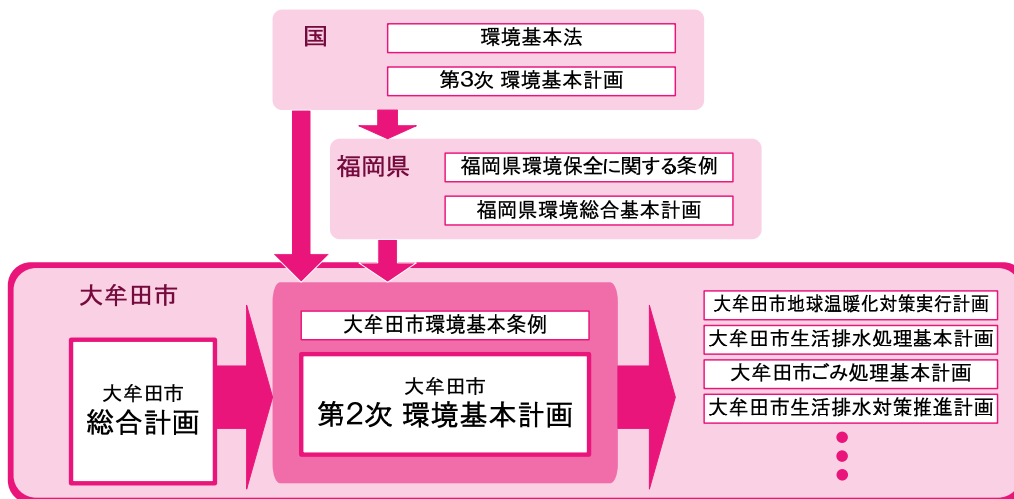 国
環境基本法
第3次 環境基本計画
福岡県
福岡県環境保全に関する条例
福岡県環境総合基本計画
大牟田市
大牟田市
総合計画
大牟田市環境基本条例
大牟田市
第2次 環境基本計画
大牟田市地球温暖化対策実行計画
大牟田市生活排水処理基本計画
大牟田市ごみ処理基本計画
大牟田市生活排水対策推進計画